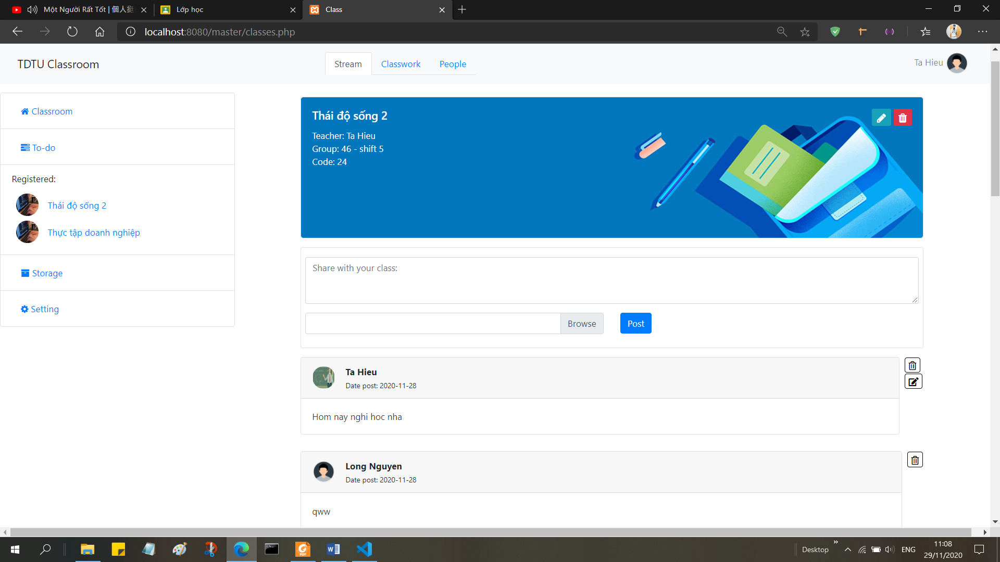 Một Người Rất Tốt | 個人挺
Lớp học
Class
localhost:8080/master/classes.php
TDTU Classroom
Stream
Classwork
People
Ta Hieu
Classroom
To-do
Registered:
Thái độ sống 2
Thực tập doanh nghiệp
Storage
Setting
Thái độ sống 2
Teacher: Ta Hieu
Group: 46 - shift 5
Code: 24
Share with your class:
Browse
Post
Ta Hieu
Date post: 2020-11-28
Hom nay nghi hoc nha
Long Nguyen
Date post: 2020-11-28
qww
Desktop
ENG
11:08
29/11/2020